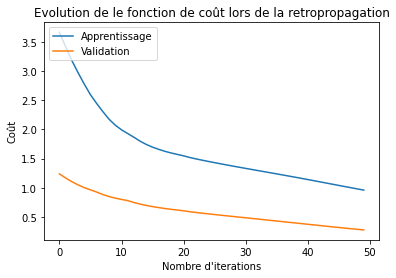 Evolution de le fonction de coût lors de la retropropagation
Apprentissage
Validation
Coût
3.5
3.0
2.5
2.0
1.5
1.0
0.5
0 10 20 30 40 50
Nombre d'iterations